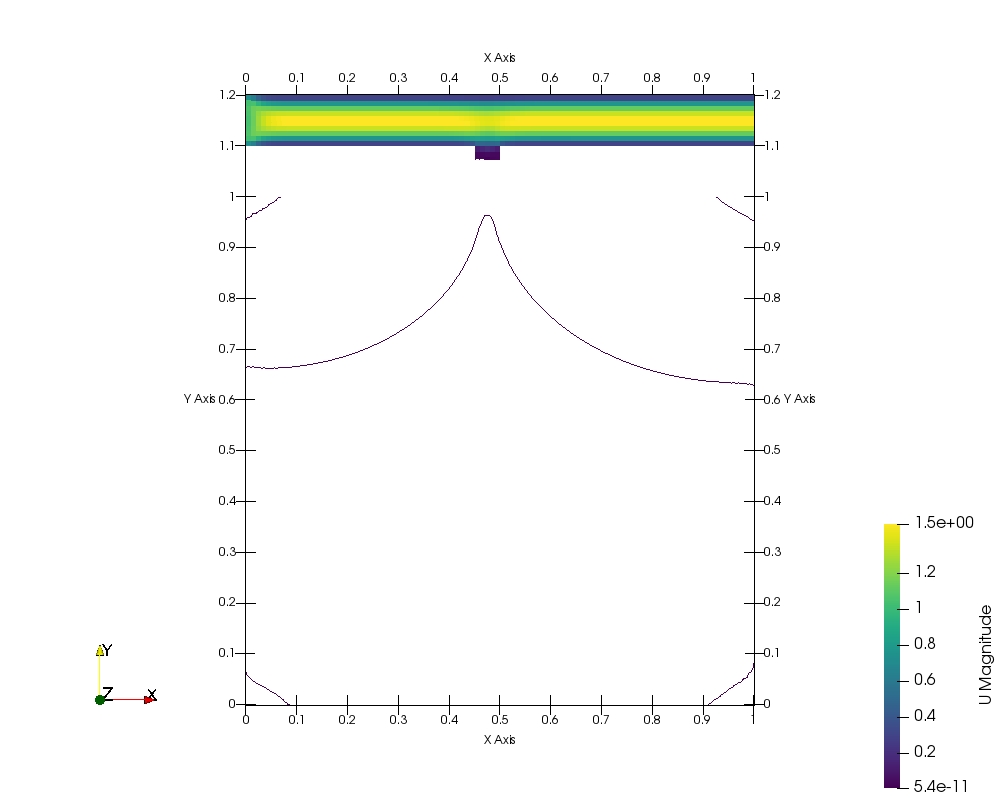 X Axis
0 0.1 0.2 0.3 0.4 0.5 0.6 0.7 0.8 0.9 1
1.2 1.2
1.1 1.1
1 1
0.9 0.9
0.8 0.8
0.7 0.7
Y Axis 0.6 0.6 Y Axis
0.5 0.5
0.4 0.4
0.3 0.3
0.2 0.2
0.1 0.1
0 0
0 0.1 0.2 0.3 0.4 0.5 0.6 0.7 0.8 0.9 1
X Axis
Y
Z X
1.5e+00
1.2
1
0.8
0.6
0.4
0.2
5.4e-11
U Magnitude